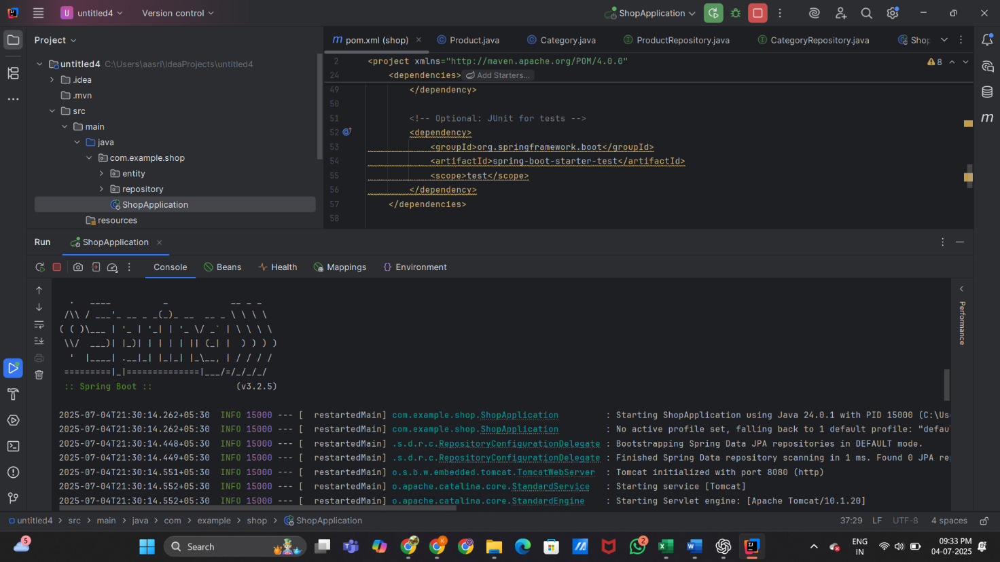 U untitled4 Version control ShopApplication
Project
pom.xml (shop) Product.java Category.java ProductRepository.java CategoryRepository.java Shop
untitled4 C:\Users\aasri\IdeaProjects\untitled4
.idea
.mvn
src
main
java
com.example.shop
entity
repository
ShopApplication
resources
2 <project xmlns="http://maven.apache.org/POM/4.0.0"
8
24 <dependencies> Add Starters...
49 </dependency>
50
51 <!-- Optional: JUnit for tests -->
52 <dependency>
53 <groupId>org.springframework.boot</groupId>
54 <artifactId>spring-boot-starter-test</artifactId>
55 <scope>test</scope>
56 </dependency>
57 </dependencies>
58
Run ShopApplication
Console Beans Health Mappings Environment
Performance
:: Spring Boot :: (v3.2.5)
2025-07-04T21:30:14.262+05:30 INFO 15000 --- [ restartedMain] com.example.shop.ShopApplication : Starting ShopApplication using Java 24.0.1 with PID 15000 (C:\Use
2025-07-04T21:30:14.262+05:30 INFO 15000 --- [ restartedMain] com.example.shop.ShopApplication : No active profile set, falling back to 1 default profile: "defau
2025-07-04T21:30:14.448+05:30 INFO 15000 --- [ restartedMain] .s.d.r.c.RepositoryConfigurationDelegate : Bootstrapping Spring Data JPA repositories in DEFAULT mode.
2025-07-04T21:30:14.449+05:30 INFO 15000 --- [ restartedMain] .s.d.r.c.RepositoryConfigurationDelegate : Finished Spring Data repository scanning in 1 ms. Found 0 JPA rep
2025-07-04T21:30:14.551+05:30 INFO 15000 --- [ restartedMain] o.s.b.w.embedded.tomcat.TomcatWebServer : Tomcat initialized with port 8080 (http)
2025-07-04T21:30:14.552+05:30 INFO 15000 --- [ restartedMain] o.apache.catalina.core.StandardService : Starting service [Tomcat]
2025-07-04T21:30:14.552+05:30 INFO 15000 --- [ restartedMain] o.apache.catalina.core.StandardEngine : Starting Servlet engine: [Apache Tomcat/10.1.20]
untitled4 > src > main > java > com > example > shop > ShopApplication 37:29 LF UTF-8 4 spaces
5 Search 2 ENG 09:33 PM
IN 04-07-2025